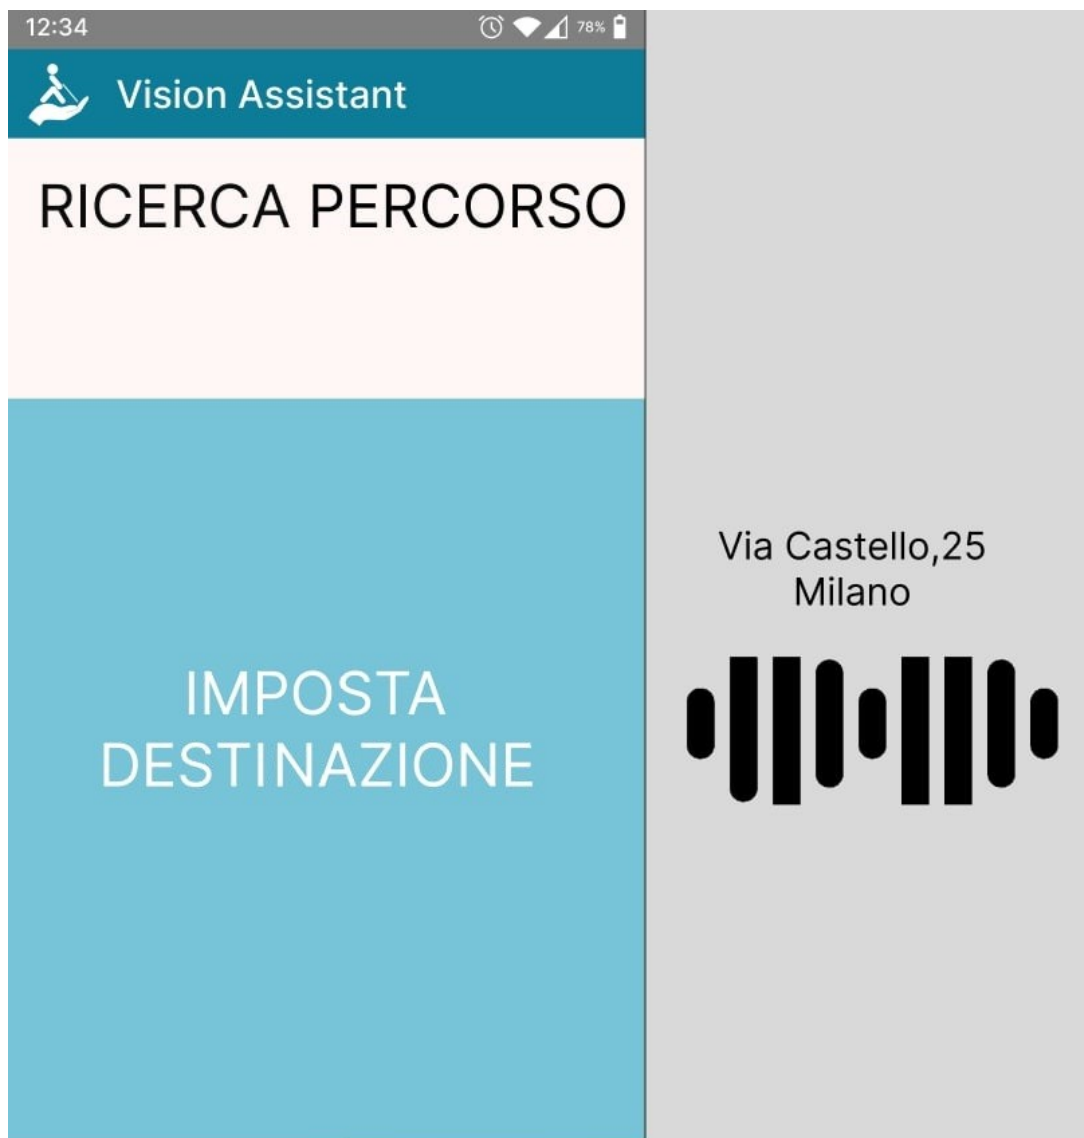 12:34
78%
Vision Assistant
RICERCA PERCORSO
IMPOSTA
DESTINAZIONE
Via Castello,25
Milano